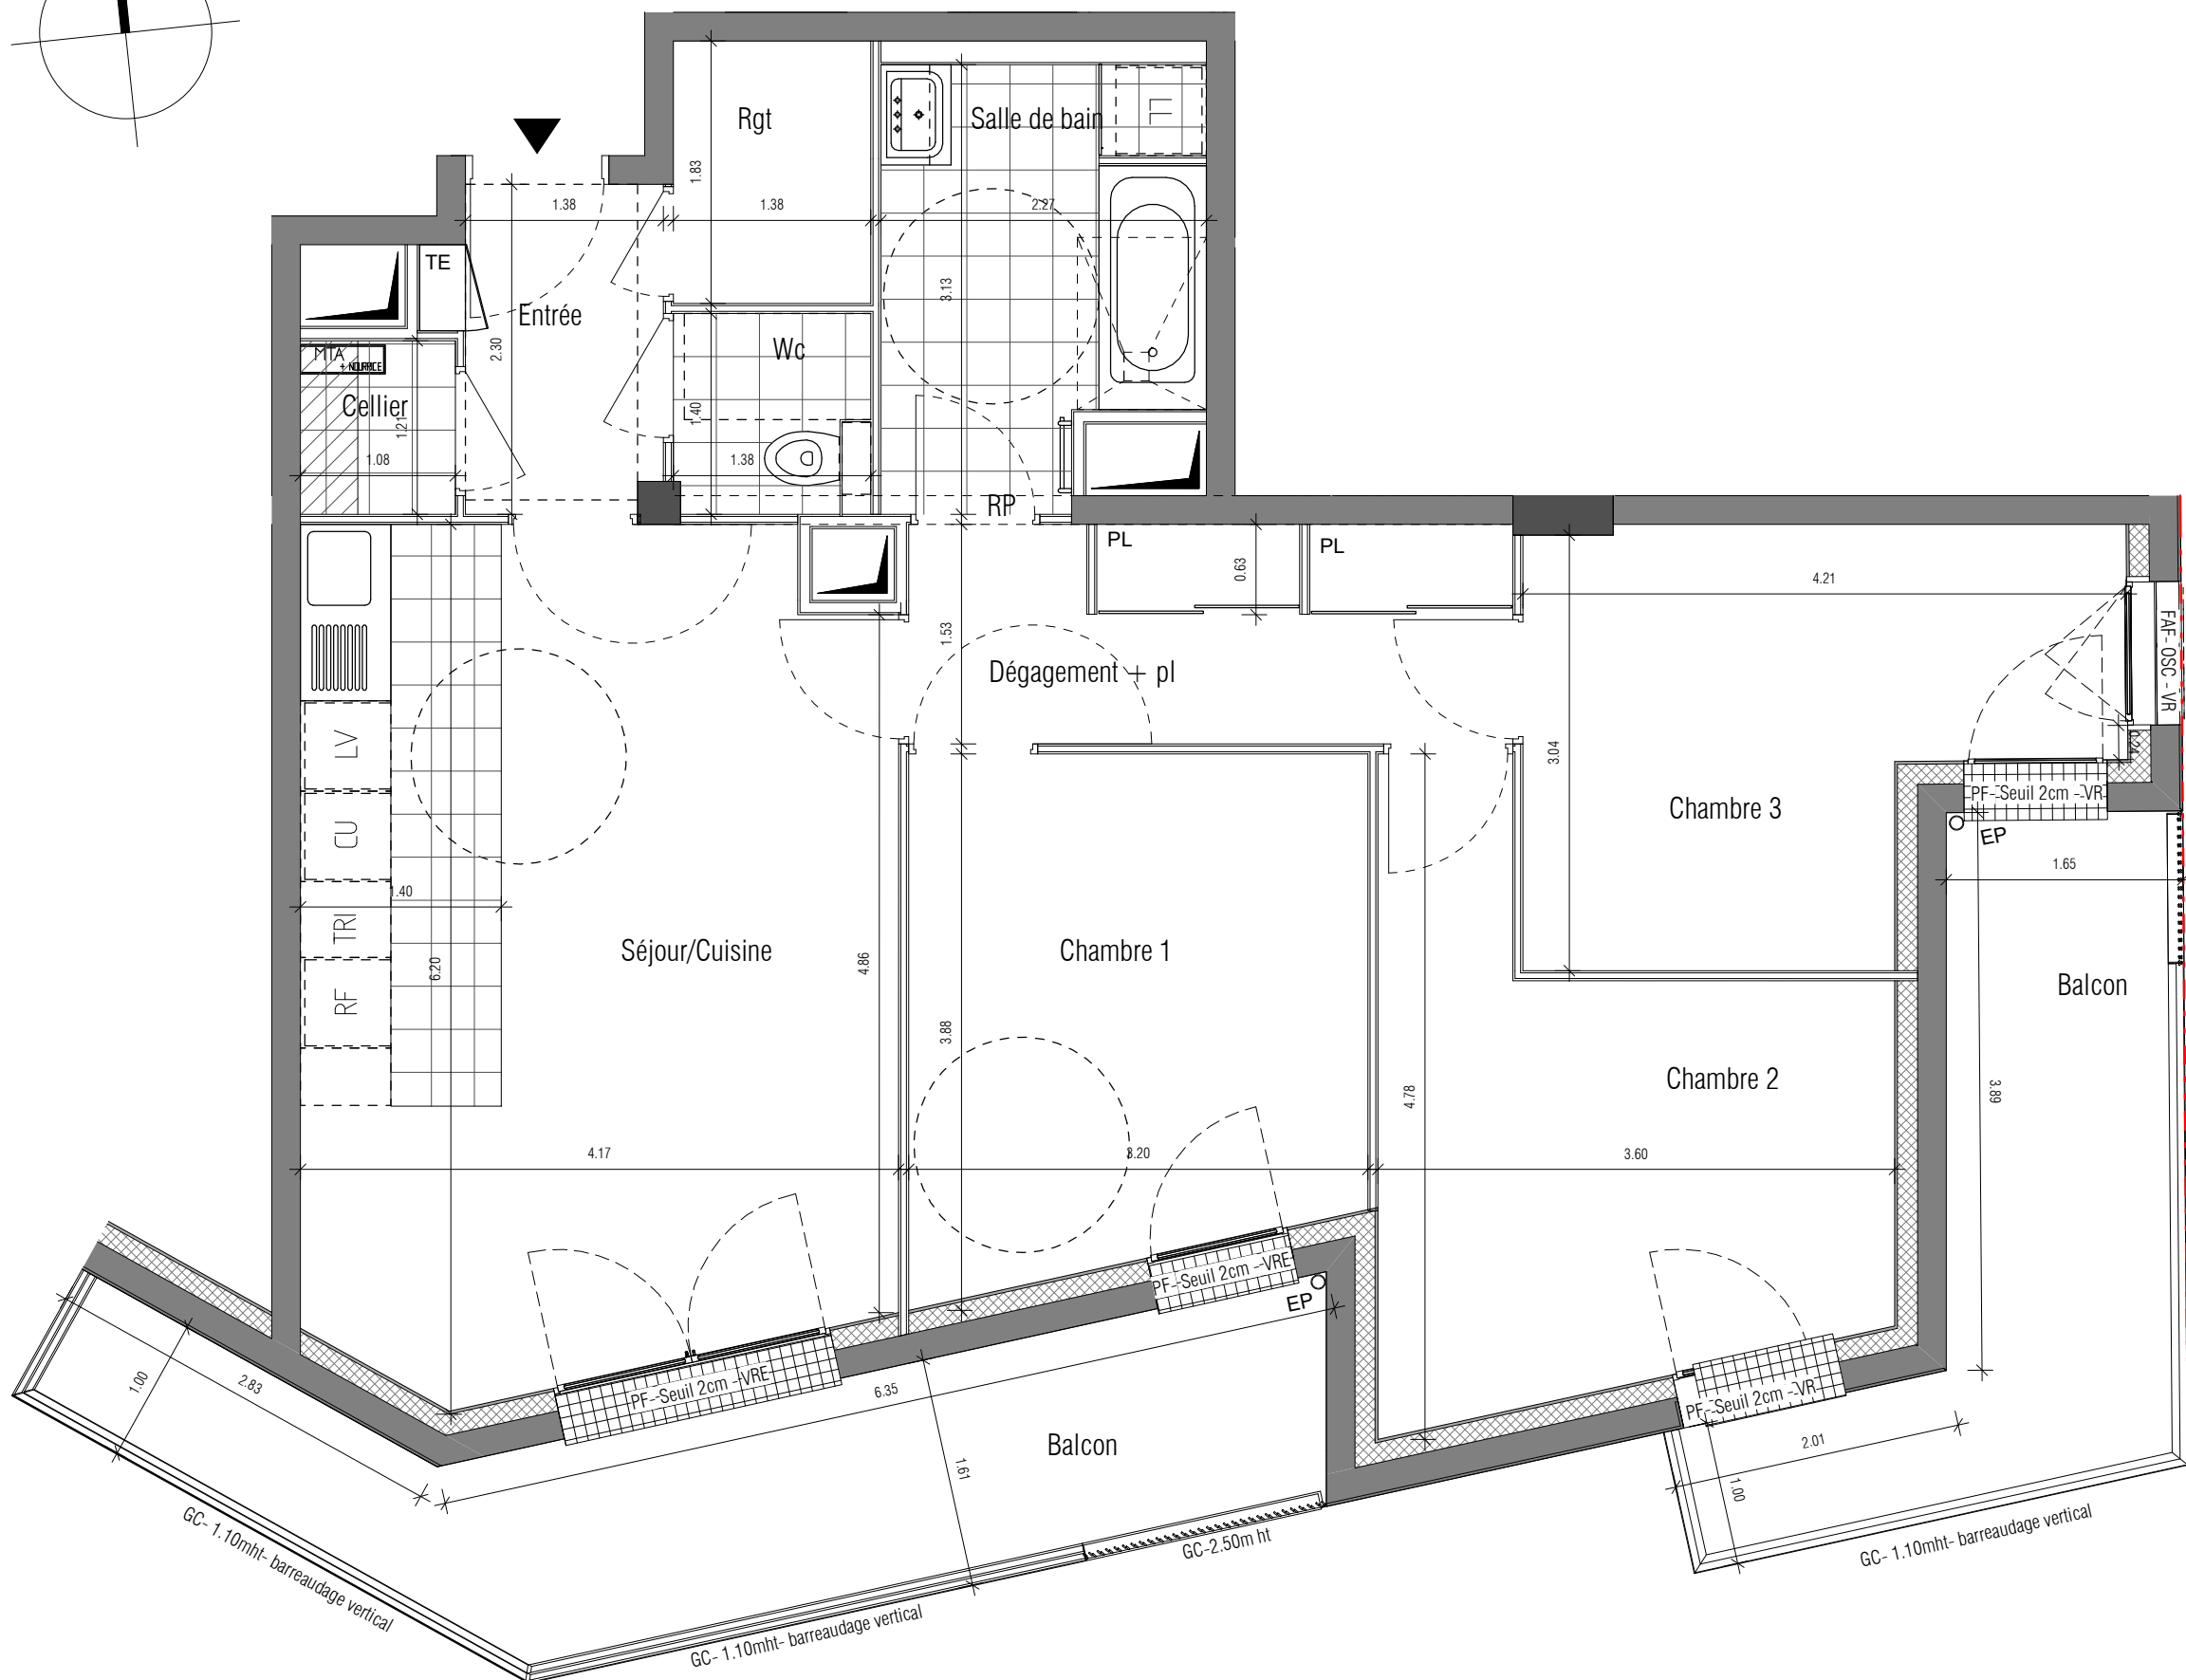 Rgt
Salle de bain
LL
1.83
1.38
1.38
2.27
TE
Entrée
3.13
2.30
Wc
MTA
+ NOURRICE
Cellier
1.21
1.40
1.08
1.38
RP
PL
PL
0.63
4.21
1.53
FAF- OSC - VR
Dégagement + pl
3.04
0.24
LV
PF--Seuil 2cm --VR
Chambre 3
CU
EP
1.65
1.40
TRI
Séjour/Cuisine
4.86
Chambre 1
6.20
RF
Balcon
3.88
Chambre 2
4.78
3.89
4.17
3.20
3.60
PF--Seuil 2cm --VRE
EP
1.00
2.83
PF--Seuil 2cm --VRE
6.35
PF--Seuil 2cm --VR
Balcon
1.61
2.01
1.00
GC- 1.10mht- barreaudage vertical
GC-2.50m ht
GC- 1.10mht- barreaudage vertical
GC- 1.10mht- barreaudage vertical